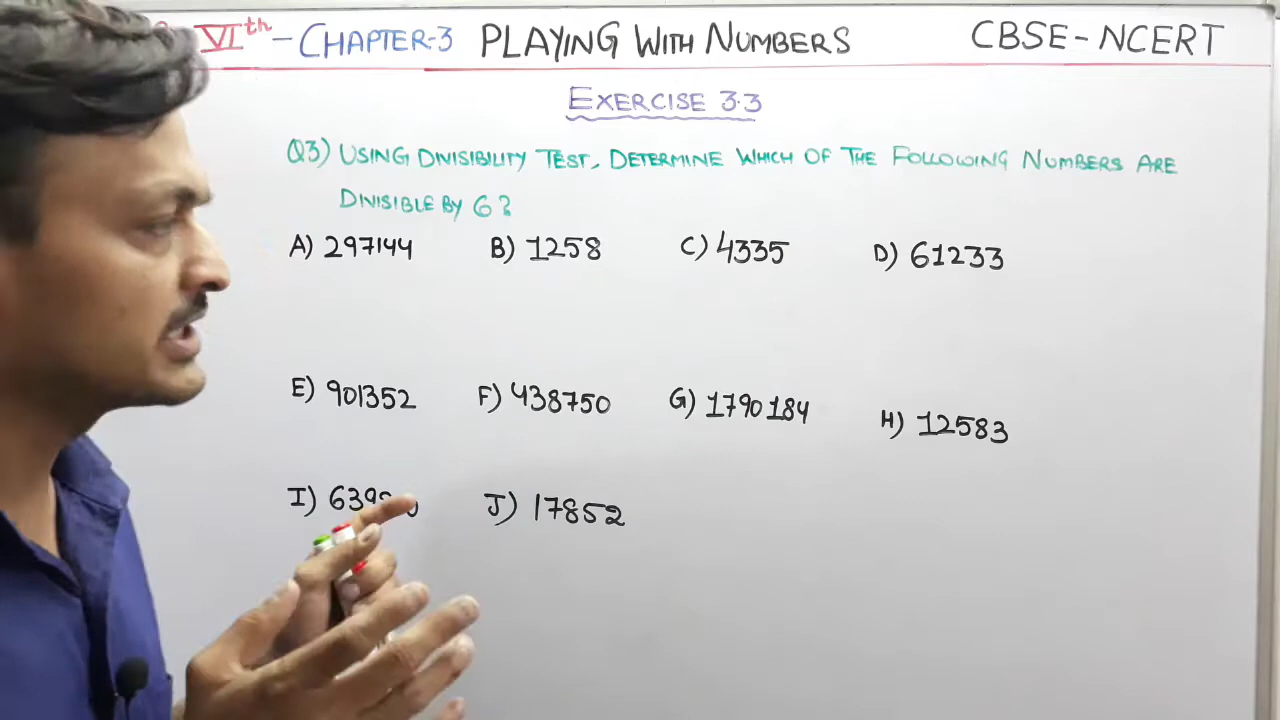 VIth - CHAPTER-3 PLAYING WITH NUMBERS CBSE - NCERT
EXERCISE 3.3
Q3) USING DIVISIBILITY TEST, DETERMINE WHICH OF THE FOLLOWING NUMBERS ARE
DIVISIBLE BY 6?
A) 297144 B) 1258 C) 4335 D) 61233
E) 901352 F) 438750 G) 1790184 H) 12583
I) J) 17852